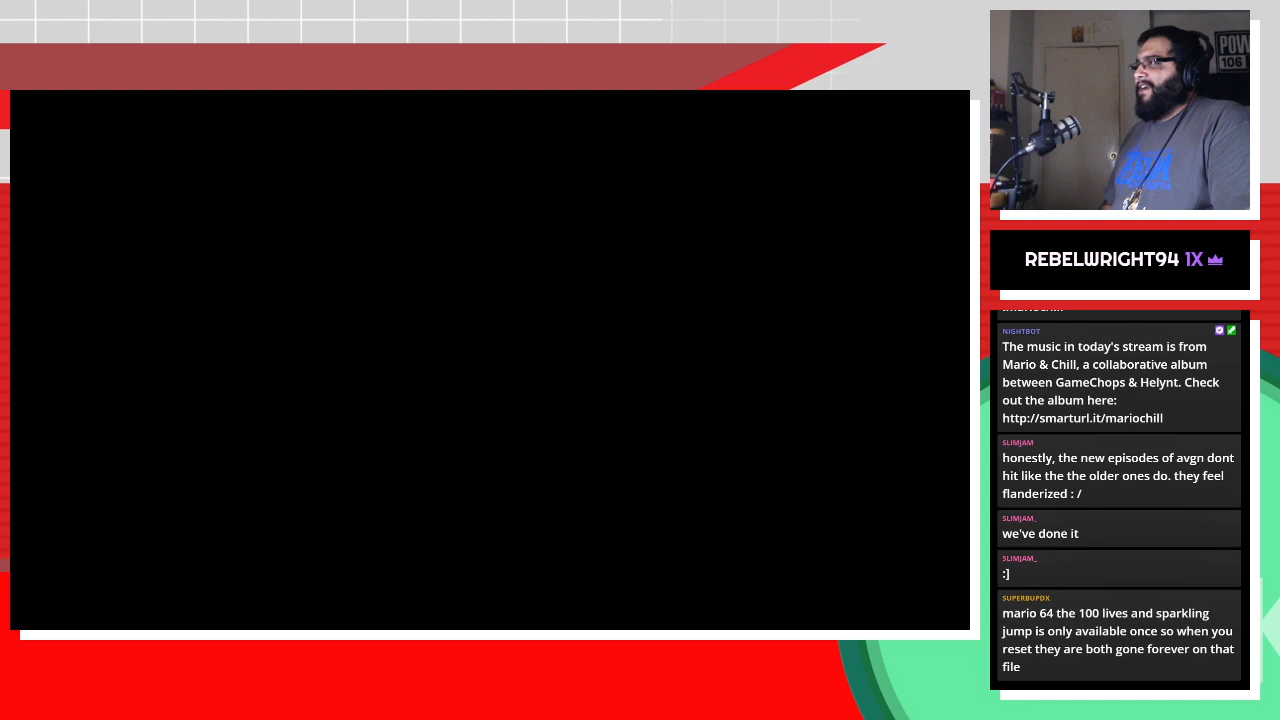 POW
106
REBELWRIGHT94 1X
NIGHTBOT
The music in today's stream is from
Mario & Chill, a collaborative album
between GameChops & Helynt. Check
out the album here:
http://smarturl.it/mariochill
SLIMJAM_
honestly, the new episodes of avgn dont
hit like the the older ones do. they feel
flanderized : /
SLIMJAM_
we've done it
SLIMJAM_
:]
SUPERBUPDX
mario 64 the 100 lives and sparkling
jump is only available once so when you
reset they are both gone forever on that
file